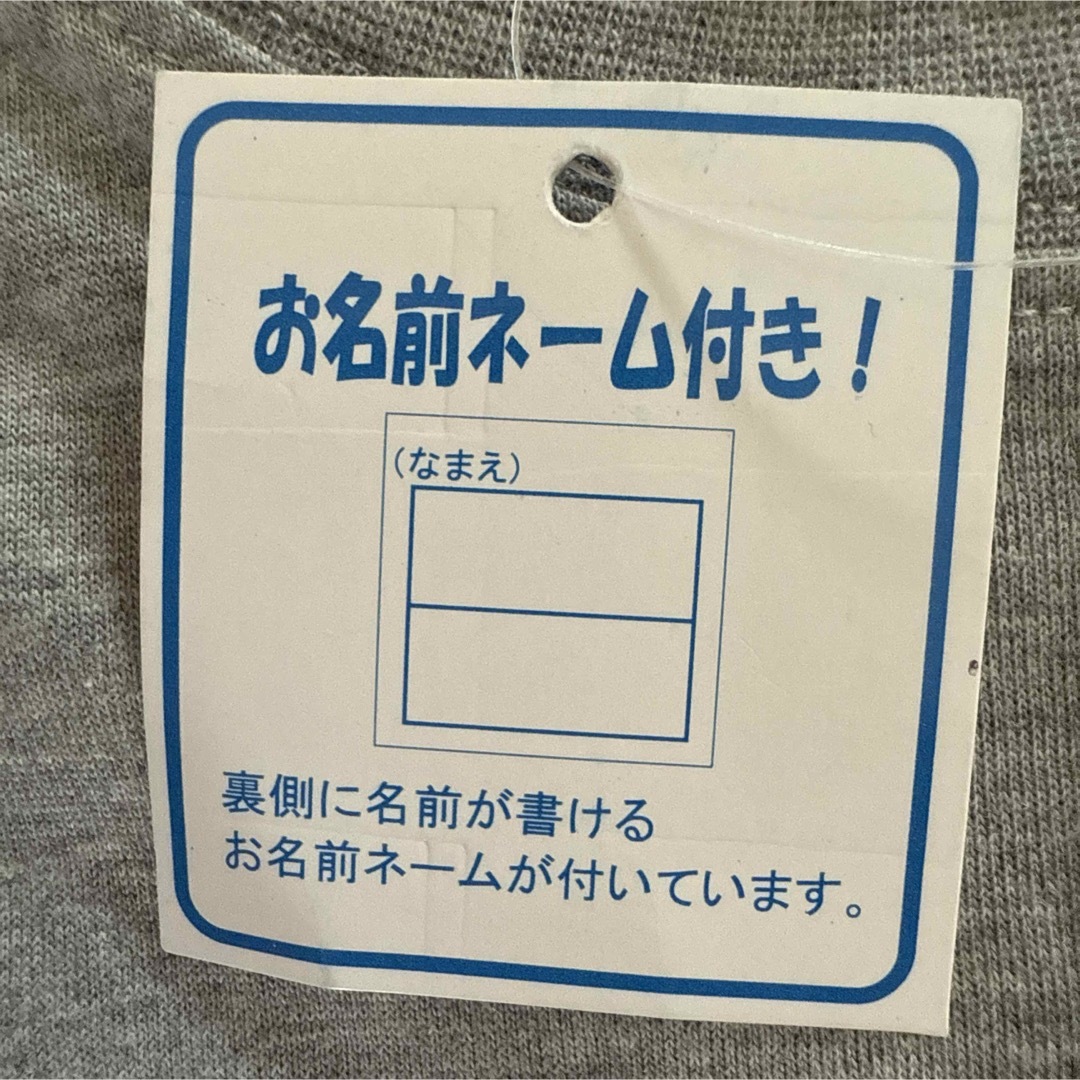 お名前ネーム付き！
(なまえ)
裏側に名前が書ける
お名前ネームが付いています。